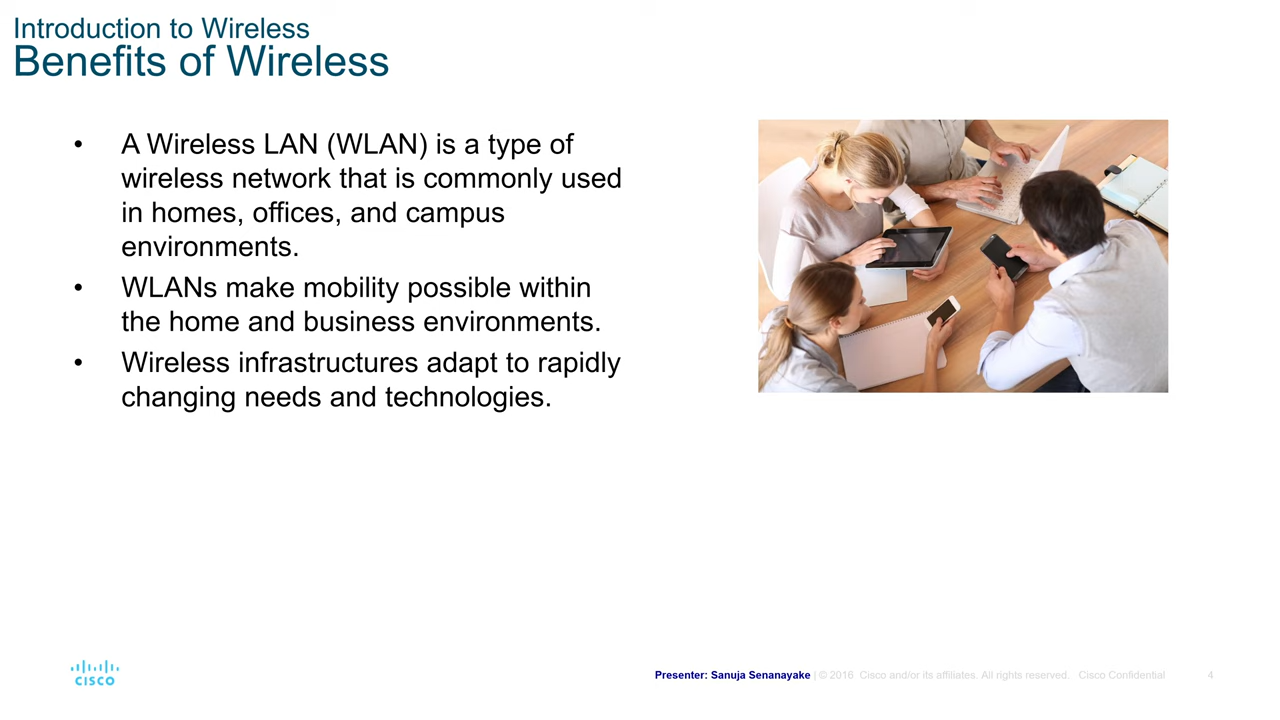 Introduction to Wireless
Benefits of Wireless
• A Wireless LAN (WLAN) is a type of
wireless network that is commonly used
in homes, offices, and campus
environments.
• WLANs make mobility possible within
the home and business environments.
• Wireless infrastructures adapt to rapidly
changing needs and technologies.
CISCO
Presenter: Sanuja Senanayake | © 2016 Cisco and/or its affiliates. All rights reserved. Cisco Confidential 4